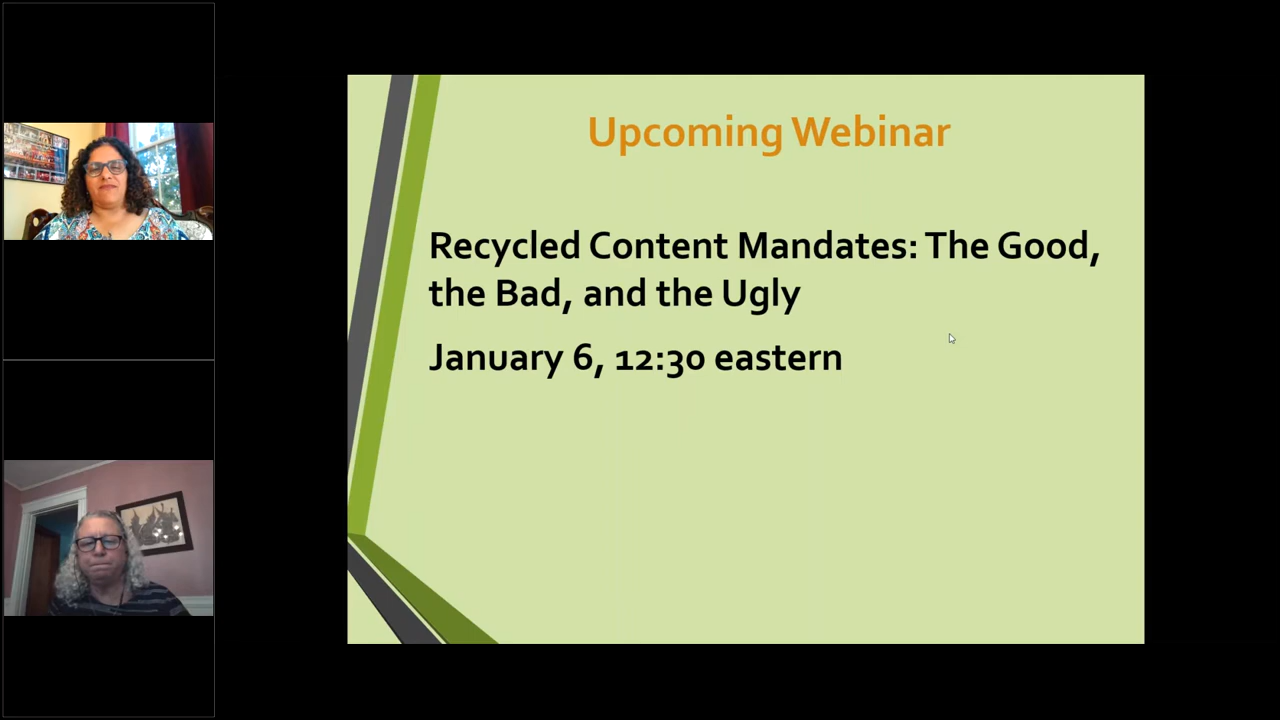 Upcoming Webinar
Recycled Content Mandates: The Good,
the Bad, and the Ugly
January 6, 12:30 eastern